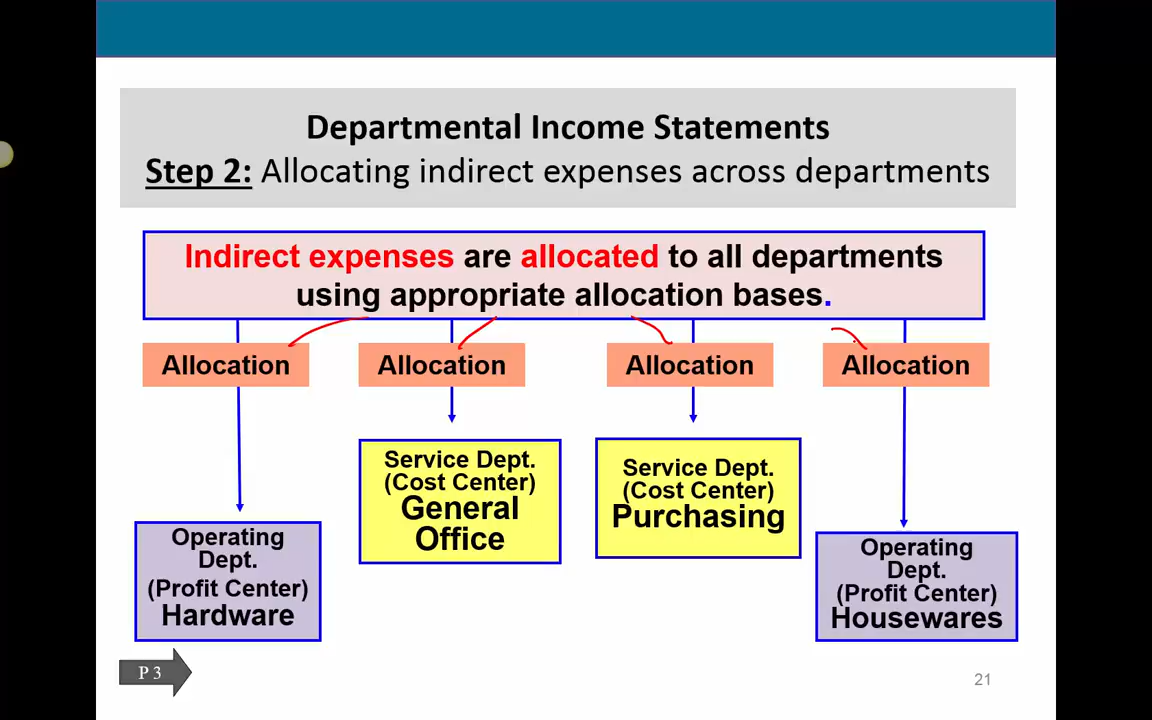 Departmental Income Statements
Step 2: Allocating indirect expenses across departments
Indirect expenses are allocated to all departments
using appropriate allocation bases.
Allocation
Allocation
Allocation
Allocation
Operating
Dept.
(Profit Center)
Hardware
Service Dept.
(Cost Center)
General
Office
Service Dept.
(Cost Center)
Purchasing
Operating
Dept.
(Profit Center)
Housewares
P 3
21